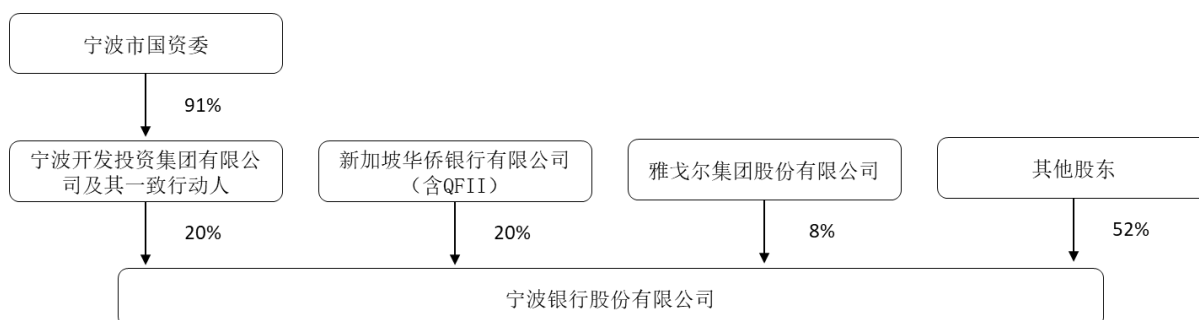 宁波市国资委
91%
宁波开发投资集团有限公
司及其一致行动人
新加坡华侨银行有限公司
（含QFII）
雅戈尔集团股份有限公司
其他股东
20%
20%
8%
52%
宁波银行股份有限公司